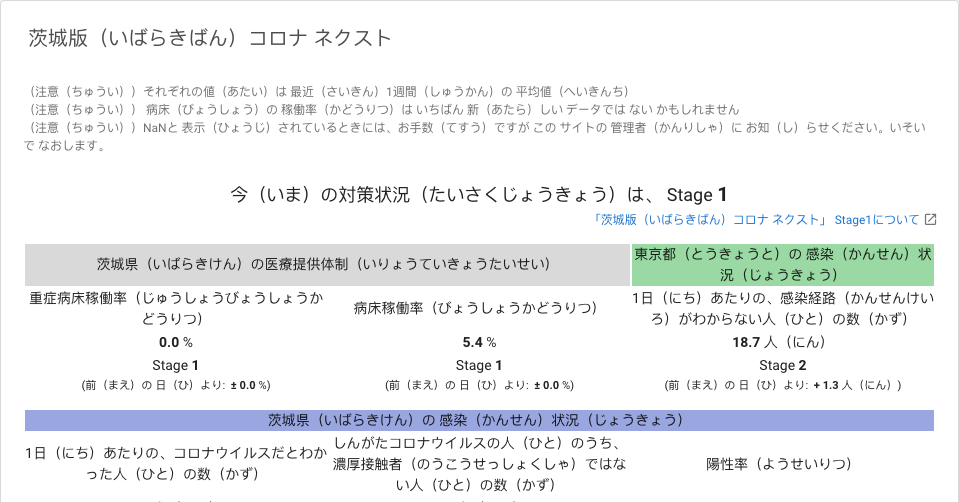 茨城版（いばらきばん）コロナ ネクスト
（注意（ちゅうい））それぞれの値（あたい）は 最近（さいきん）1週間（しゅうかん）の 平均値（へいきんち）
（注意（ちゅうい）） 病床（びょうしょう）の 稼働率（かどうりつ）は いちばん 新（あたら）しい データでは ない かもしれません
（注意（ちゅうい））NaNと 表示（ひょうじ）されているときには、お手数（てすう）ですが この サイトの 管理者（かんりしゃ）に お知（し）らせください。いそい
で なおします。
今（いま）の対策状況（たいさくじょうきょう）は、 Stage 1
「茨城版（いばらきばん）コロナ ネクスト」 Stage1について
茨城県（いばらきけん）の医療提供体制（いりょうていきょうたいせい）
東京都（とうきょうと）の 感染（かんせん）状
況（じょうきょう）
重症病床稼働率（じゅうしょうびょうしょうか
どうりつ）
病床稼働率（びょうしょうかどうりつ）
1日（にち）あたりの、感染経路（かんせんけい
ろ）がわからない人（ひと）の数（かず）
0.0 %
5.4 %
18.7 人（にん）
Stage 1
Stage 1
Stage 2
(前（まえ）の 日（ひ）より: ± 0.0 %)
(前（まえ）の 日（ひ）より: ± 0.0 %)
(前（まえ）の 日（ひ）より: + 1.3 人（にん）)
茨城県（いばらきけん）の 感染（かんせん）状況（じょうきょう）
1日（にち）あたりの、コロナウイルスだとわか
った人（ひと）の数（かず）
しんがたコロナウイルスの人（ひと）のうち、
濃厚接触者（のうこうせっしょくしゃ）ではな
い人（ひと）の数（かず）
陽性率（ようせいりつ）